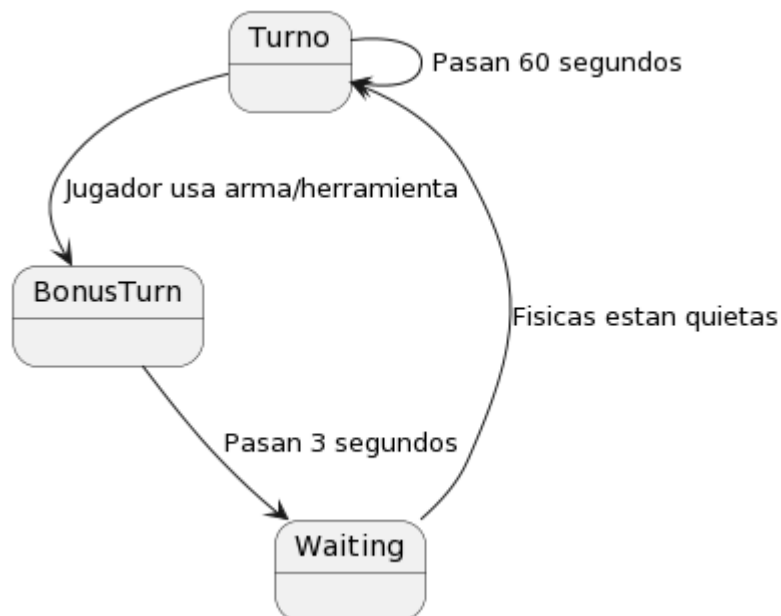 Turno
Pasan 60 segundos
Jugador usa arma/herramienta
BonusTurn
Fisicas estan quietas
Pasan 3 segundos
Waiting